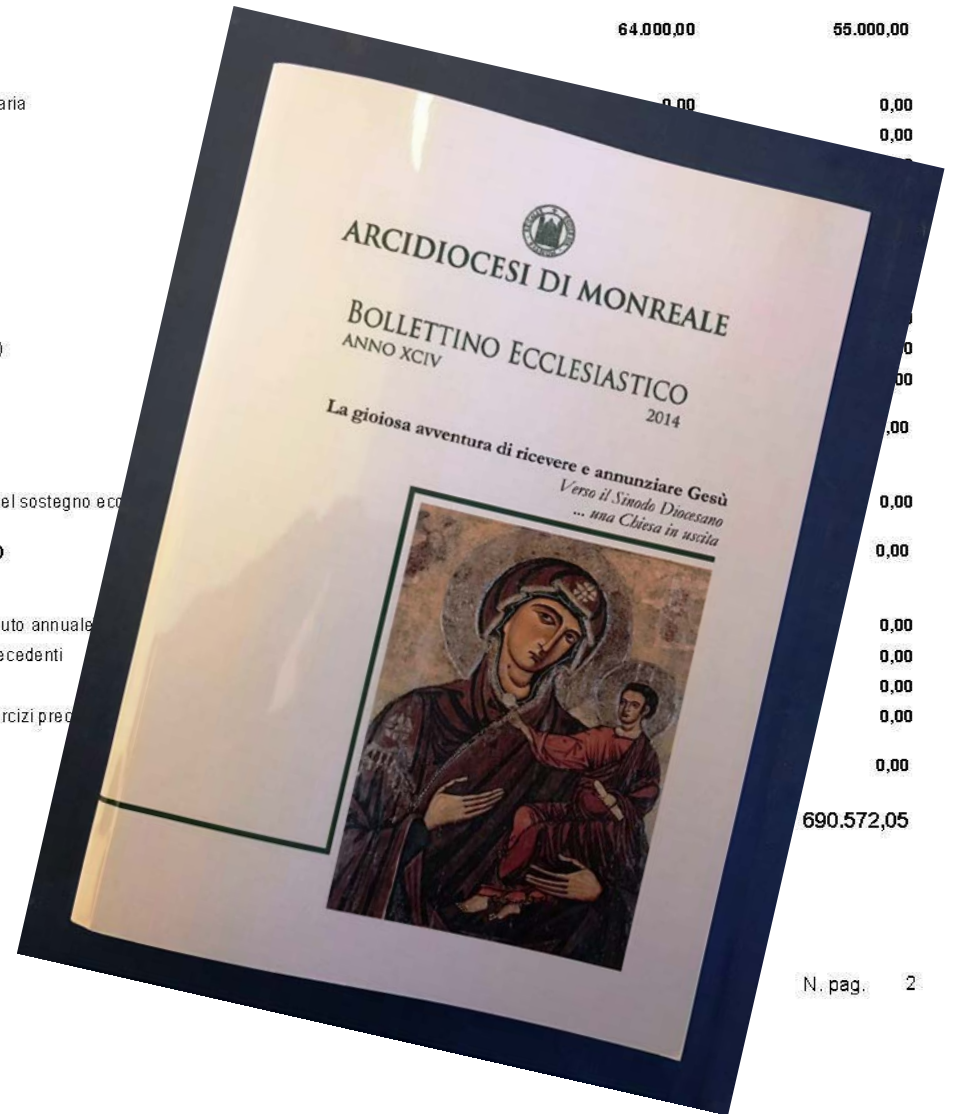 64.000,00 55.000,00
aria 0,00 0,00
0,00
ARCIDIOCESI DI MONREALE
BOLLETTINO ECCLESIASTICO
ANNO XCIV
2014
La gioiosa avventura di ricevere e annunziare Gesù
Verso il Sinodo Diocesano
... una Chiesa in uscita
)
0
00
,00
el sostegno eco 0,00
O 0,00
uto annuale 0,00
ecedenti 0,00
0,00
rcizi prec 0,00
0,00
690.572,05
N. pag. 2